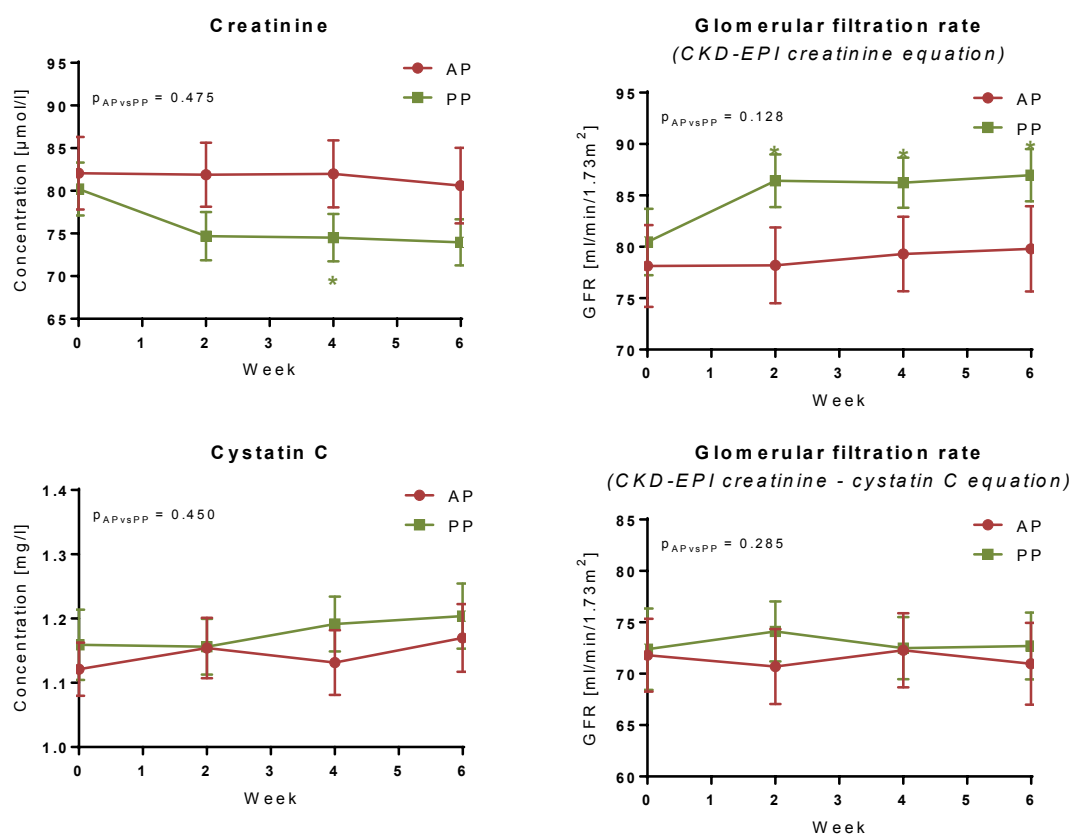 Creatinine
Concentration [µmol/l]
95
90
85
80
75
70
65
AP
PP
pAPvsPP = 0.475
*
0 1 2 3 4 5 6
Week
Glomerular filtration rate
(CKD-EPI creatinine equation)
GFR [ml/min/1.73m²]
95
90
85
80
75
70
AP
PP
pAPvsPP = 0.128
* * *
0 1 2 3 4 5 6
Week
Cystatin C
Concentration [mg/l]
1.4
1.3
1.2
1.1
1.0
AP
PP
pAPvsPP = 0.450
0 1 2 3 4 5 6
Week
Glomerular filtration rate
(CKD-EPI creatinine - cystatin C equation)
GFR [ml/min/1.73m²]
85
80
75
70
65
60
AP
PP
pAPvsPP = 0.285
0 1 2 3 4 5 6
Week